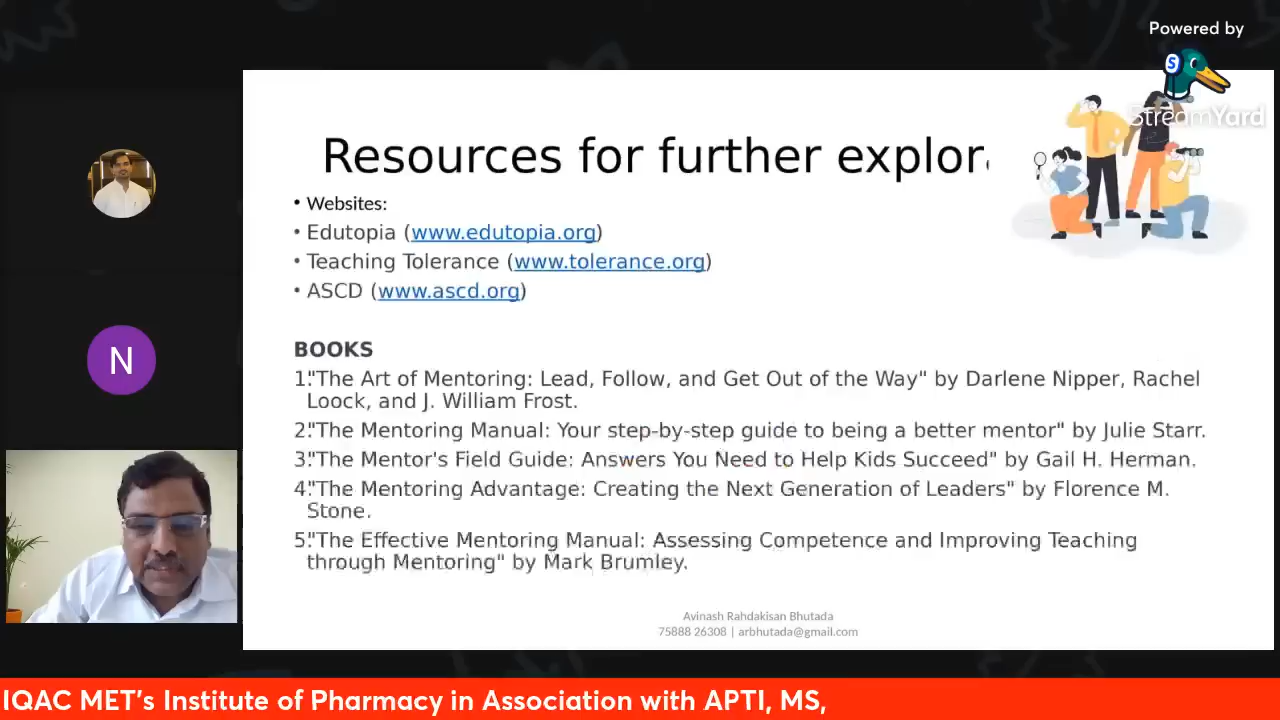 Powered by
S
StreamYard
Resources for further explor
• Websites:
• Edutopia (www.edutopia.org)
• Teaching Tolerance (www.tolerance.org)
• ASCD (www.ascd.org)
BOOKS
1."The Art of Mentoring: Lead, Follow, and Get Out of the Way" by Darlene Nipper, Rachel
Loock, and J. William Frost.
2."The Mentoring Manual: Your step-by-step guide to being a better mentor" by Julie Starr.
3."The Mentor's Field Guide: Answers You Need to Help Kids Succeed" by Gail H. Herman.
4."The Mentoring Advantage: Creating the Next Generation of Leaders" by Florence M.
Stone.
5."The Effective Mentoring Manual: Assessing Competence and Improving Teaching
through Mentoring" by Mark Brumley.
Avinash Rahdakisan Bhutada
75888 26308 | arbhutada@gmail.com
N
IQAC MET's Institute of Pharmacy in Association with APTI, MS,